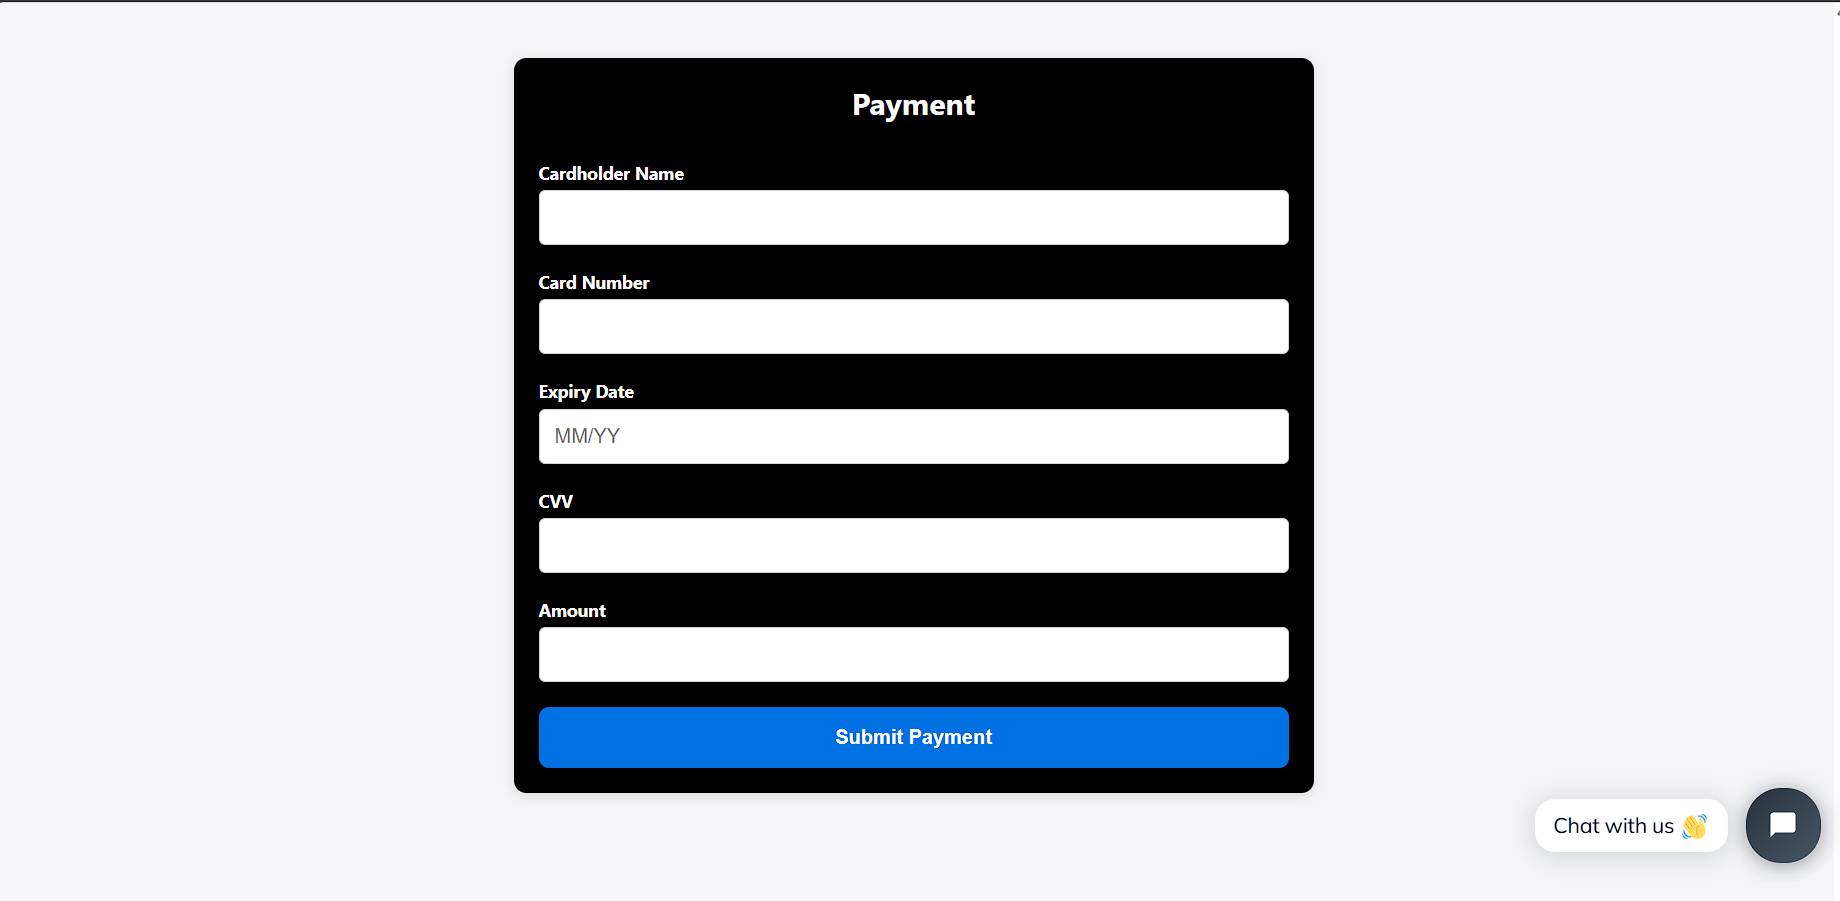 Payment
Cardholder Name
Card Number
Expiry Date
MM/YY
CVV
Amount
Submit Payment
Chat with us 👋